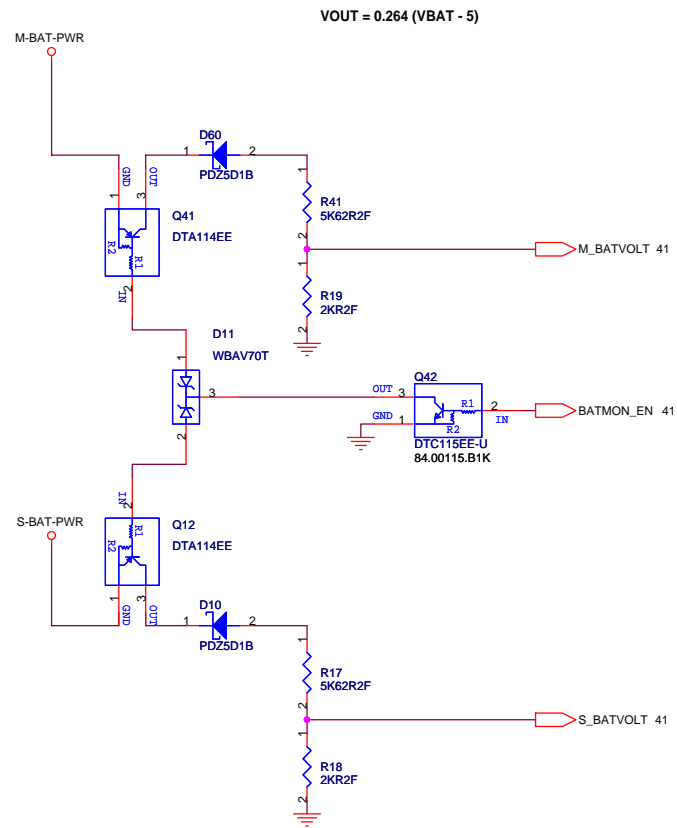 VOUT = 0.264 (VBAT - 5)
M-BAT-PWR
D60
1
2
PDZ5D1B
GND
OUT
1
3
1
R41
5K62R2F
2
Q41
DTA114EE
R2
R1
IN
2
M_BATVOLT 41
1
R19
2KR2F
2
D11
WBAV70T
1
3
2
Q42
OUT
3
R1
2
IN
BATMON_EN 41
GND
1
R2
DTC115EE-U
84.00115.B1K
S-BAT-PWR
IN
2
R1
R2
Q12
DTA114EE
1
3
GND
OUT
D10
1
2
PDZ5D1B
1
R17
5K62R2F
2
S_BATVOLT 41
1
R18
2KR2F
2